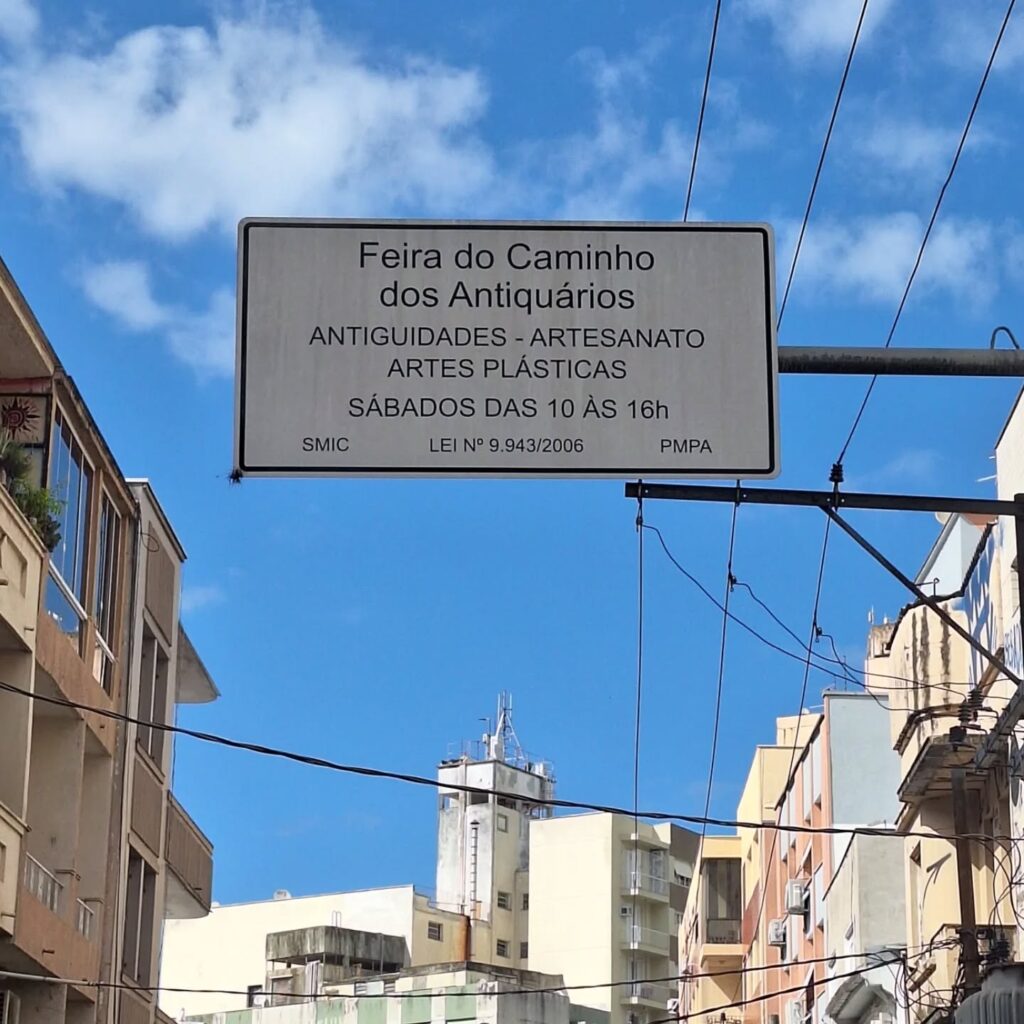 Feira do Caminho
dos Antiquários
ANTIGUIDADES - ARTESANATO
ARTES PLÁSTICAS
SÁBADOS DAS 10 ÀS 16h
SMIC LEI Nº 9.943/2006 PMPA